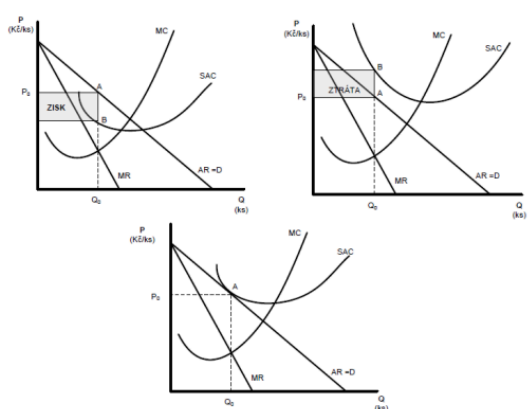 P
(Kč/ks)
MC
SAC
P₀
A
ZISK
B
MR
AR =D
Q₀
Q
(ks)
P
(Kč/ks)
MC
SAC
B
ZTRÁTA
P₀
A
MR
AR =D
Q₀
Q
(ks)
P
(Kč/ks)
MC
SAC
A
P₀
MR
AR =D
Q₀
Q
(ks)